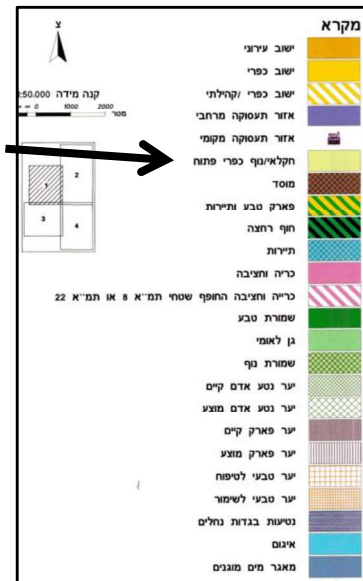 מקרא
צ
ישוב עירוני
ישוב כפרי
ישוב כפרי /קהילתי
אזור תעסוקה מרחבי
אזור תעסוקה מקומי
חקלאי/נוף כפרי פתוח
מוסד
פארק טבע ותיירות
חוף רחצה
תיירות
כריה וחציבה
כרייה וחציבה החופף שטחי תמ"א 8 או תמ"א 22
שמורת טבע
גן לאומי
שמורת נוף
יער נטע אדם קיים
יער נטע אדם מוצע
יער פארק קיים
יער פארק מוצע
יער טבעי לטיפוח
יער טבעי לשימור
נטיעות בגדות נחלים
איגום
מאגר מים מוגנים
קנה מידה 50.000:
מטר 0 1000 2000
1 2
3 4